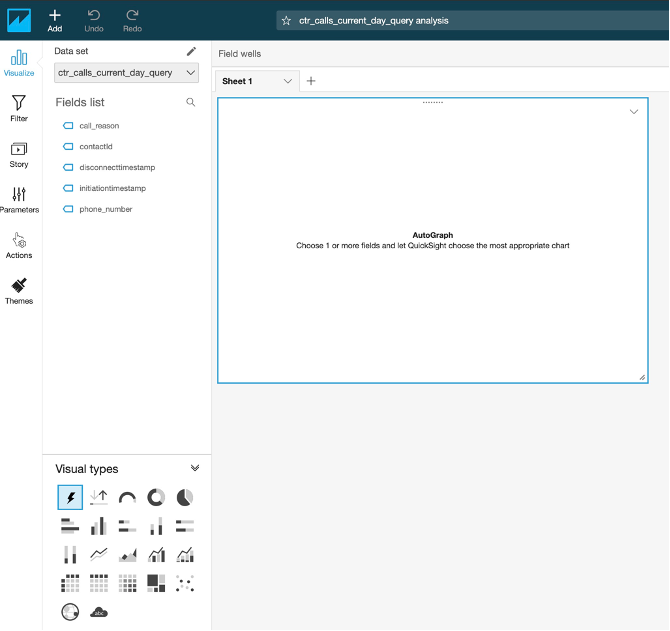 Add
Undo
Redo
ctr_calls_current_day_query analysis
Visualize
Filter
Story
Parameters
Actions
Themes
Data set
ctr_calls_current_day_query
Fields list
call_reason
contactid
disconnecttimestamp
initiationtimestamp
phone_number
Visual types
abc
Field wells
Sheet 1
AutoGraph
Choose 1 or more fields and let QuickSight choose the most appropriate chart